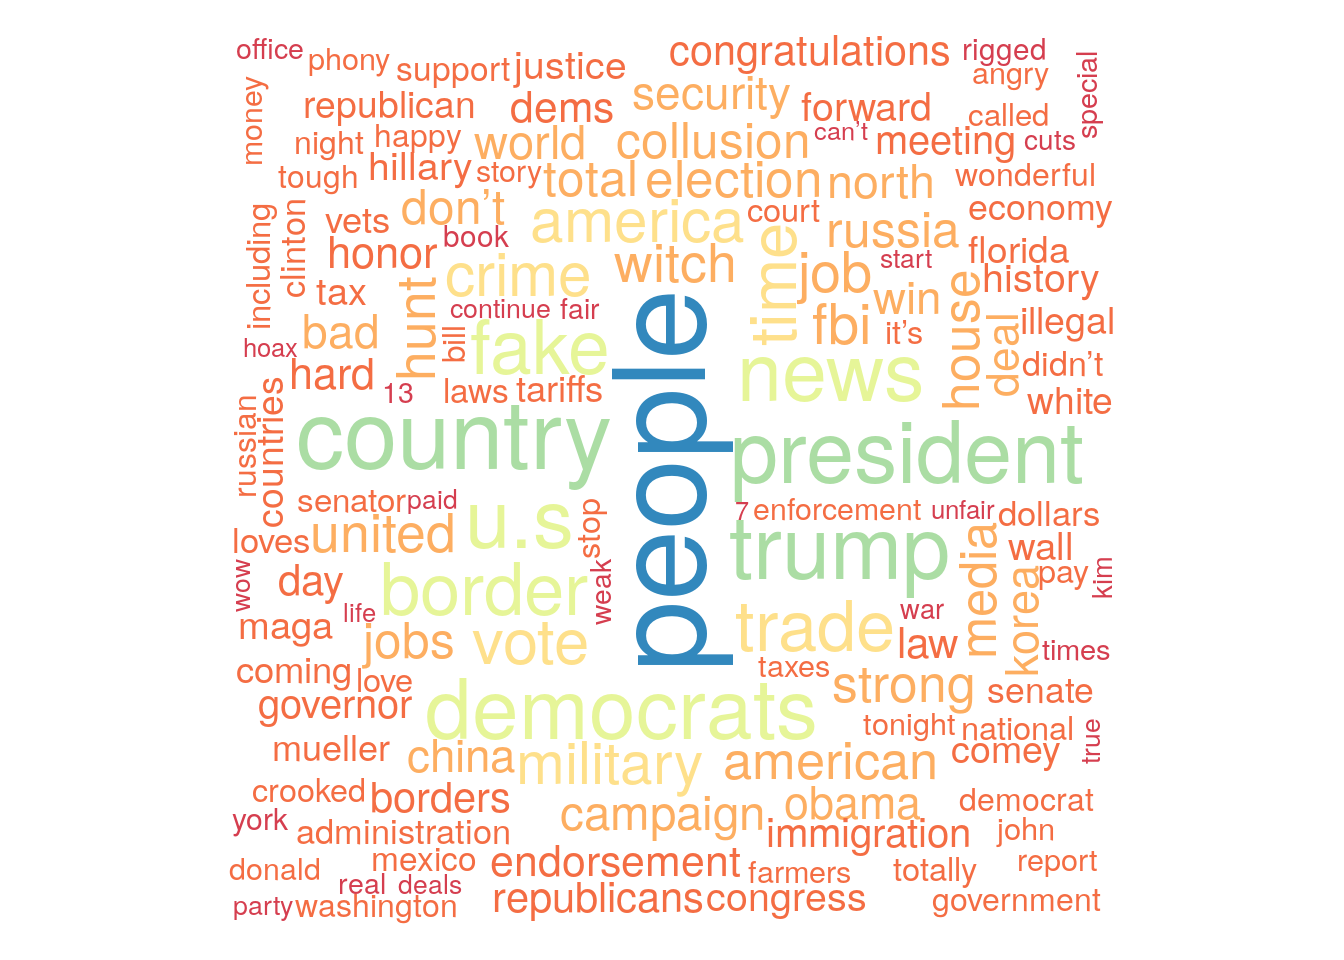 office
phony
support
justice
congratulations
rigged
special
money
republican
dems
security
forward
angry
called
night
happy
world
collusion
can't
meeting
cuts
tough
hillary
story
total
election
north
wonderful
including
clinton
vets
don't
america
court
russia
economy
honor
book
crime
witch
time
job
start
florida
history
tax
hunt
continue
fair
win
house
deal
illegal
hoax
bad
bill
fake
people
fbi
it's
didn't
hard
13
laws
tariffs
news
white
russian
countries
country
president
senator
paid
u.s
stop
7
enforcement
unfair
dollars
loves
united
trump
media
wall
wow
day
border
weak
korea
pay
kim
life
maga
jobs
vote
trade
war
law
times
coming
love
taxes
strong
senate
governor
democrats
tonight
national
true
mueller
china
military
american
comey
crooked
borders
campaign
obama
democrat
york
administration
immigration
john
donald
mexico
endorsement
farmers
totally
report
real
deals
party
washington
republicans
congress
government